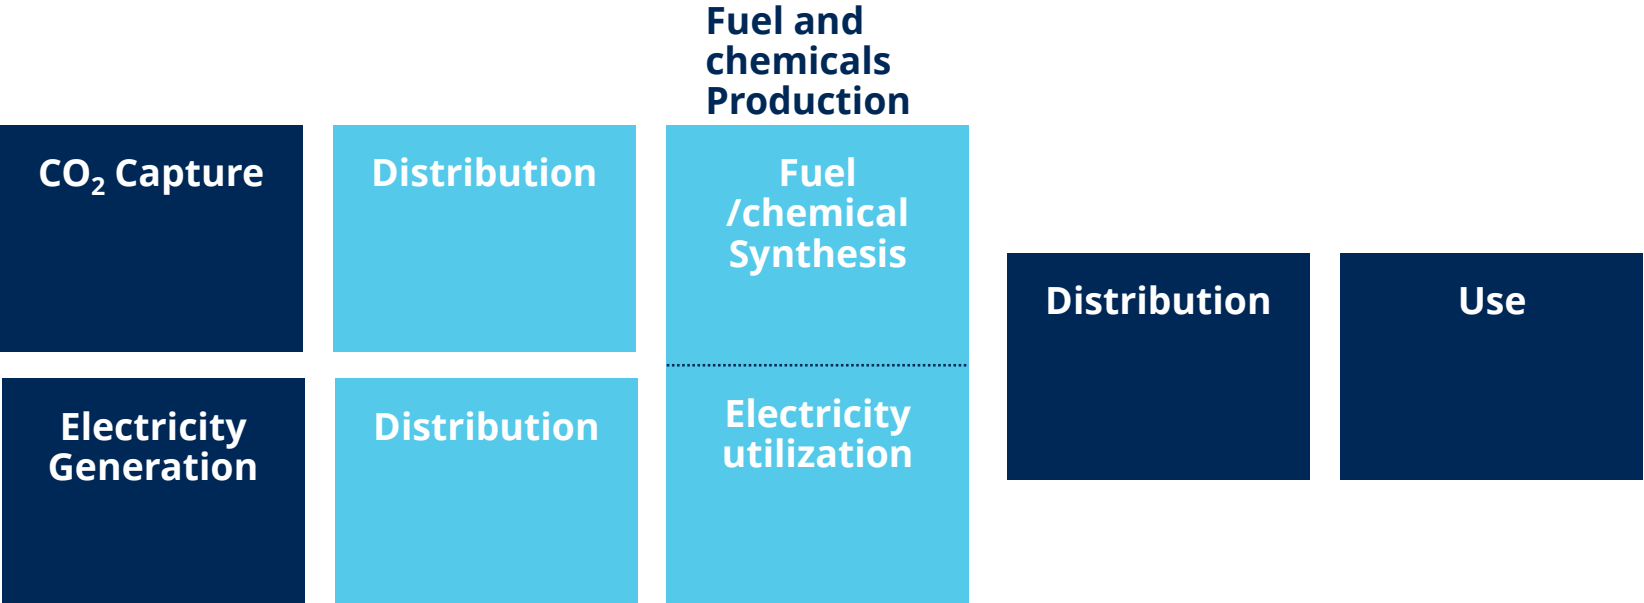 Fuel and
chemicals
Production
CO₂ Capture
Distribution
Fuel
/chemical
Synthesis
Electricity
Generation
Distribution
Electricity
utilization
Distribution
Use